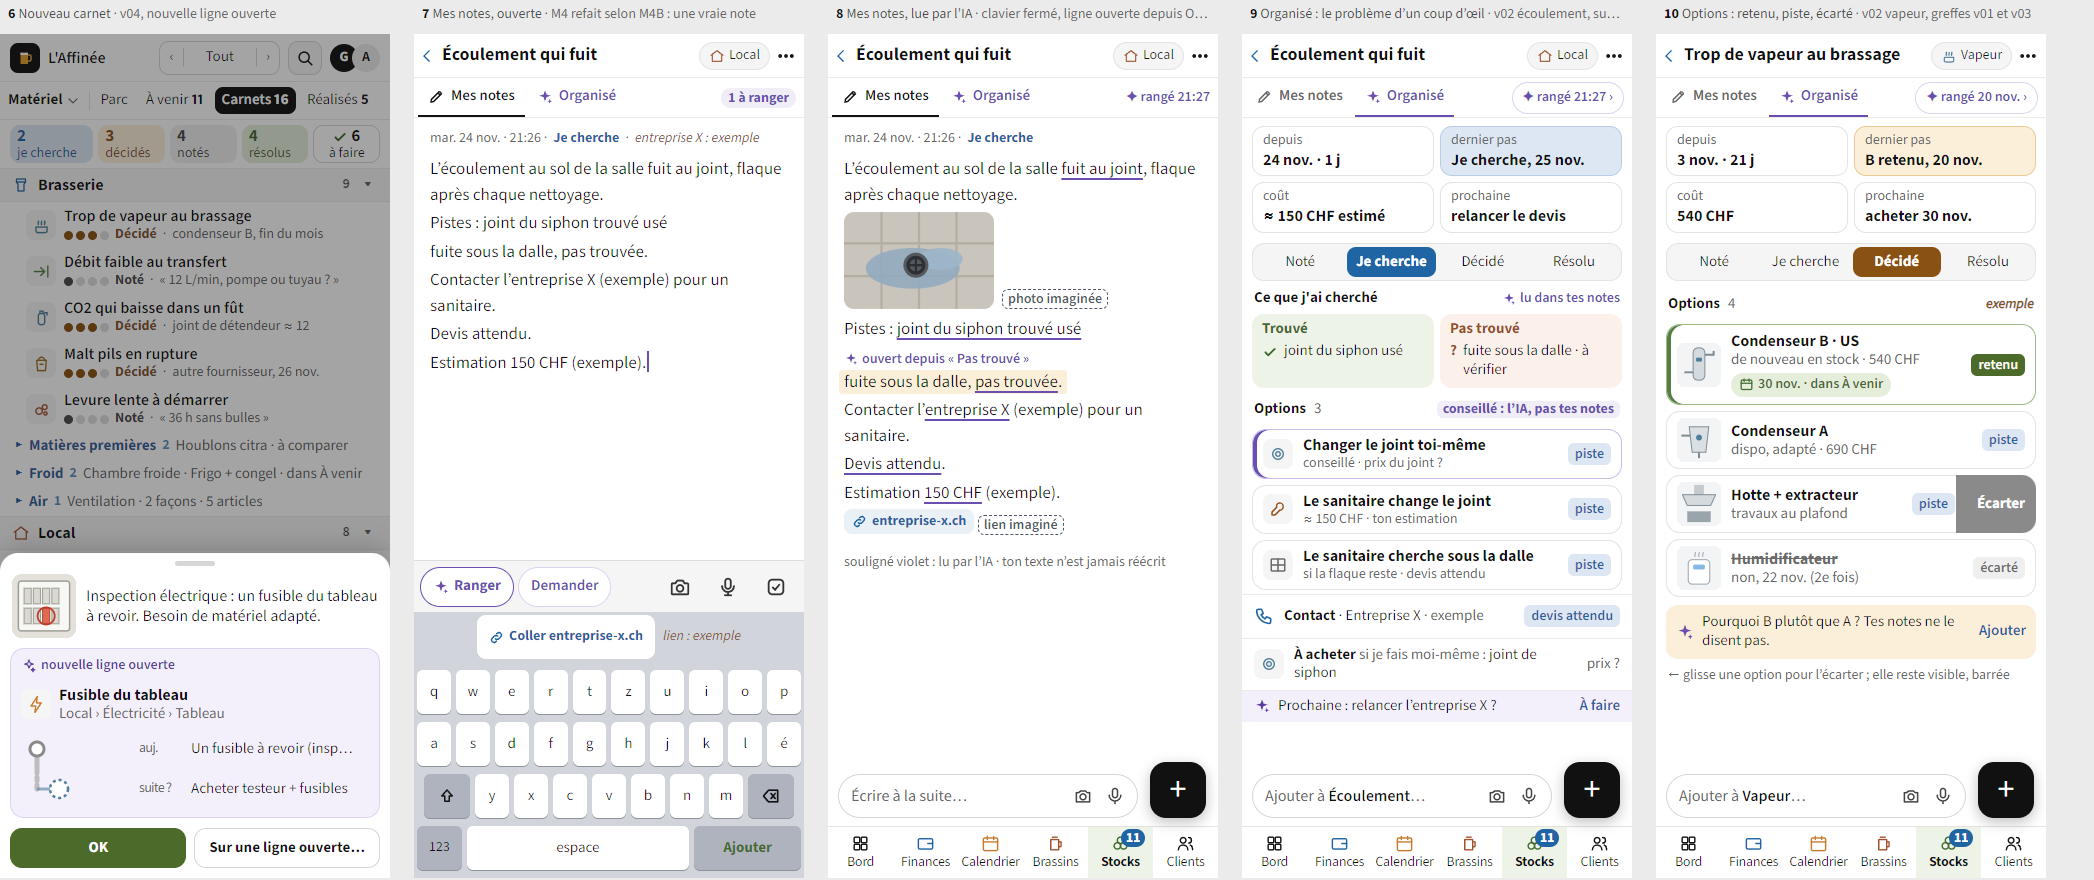 6 Nouveau carnet · v04, nouvelle ligne ouverte
L'Affinée
‹ Tout ›
G A
Matériel Parc À venir 11 Carnets 16 Réalisés 5
2 je cherche
3 décidés
4 notés
4 résolus
6 à faire
Brasserie 9
Trop de vapeur au brassage
Décidé · condenseur B, fin du mois
Débit faible au transfert
Noté · « 12 L/min, pompe ou tuyau ? »
CO2 qui baisse dans un fût
Décidé · joint de détendeur ≈ 12
Malt pils en rupture
Décidé · autre fournisseur, 26 nov.
Levure lente à démarrer
Noté · « 36 h sans bulles »
Matières premières 2 Houblons citra · à comparer
Froid 2 Chambre froide · Frigo + congel · dans À venir
Air 1 Ventilation · 2 façons · 5 articles
Local 8
Inspection électrique : un fusible du tableau
à revoir. Besoin de matériel adapté.
nouvelle ligne ouverte
Fusible du tableau
Local › Électricité › Tableau
auj. Un fusible à revoir (insp…
suite ? Acheter testeur + fusibles
OK
Sur une ligne ouverte…
7 Mes notes, ouverte · M4 refait selon M4B : une vraie note
Écoulement qui fuit
Local
Mes notes Organisé 1 à ranger
mar. 24 nov. · 21:26 · Je cherche · entreprise X : exemple
L'écoulement au sol de la salle fuit au joint, flaque
après chaque nettoyage.
Pistes : joint du siphon trouvé usé
fuite sous la dalle, pas trouvée.
Contacter l'entreprise X (exemple) pour un
sanitaire.
Devis attendu.
Estimation 150 CHF (exemple).
Ranger Demander
Coller entreprise-x.ch lien : exemple
q w e r t z u i o p
a s d f g h j k l é
y x c v b n m
123 espace Ajouter
8 Mes notes, lue par l'IA · clavier fermé, ligne ouverte depuis O…
Écoulement qui fuit
Local
Mes notes Organisé rangé 21:27
mar. 24 nov. · 21:26 · Je cherche
L'écoulement au sol de la salle fuit au joint, flaque
après chaque nettoyage.
photo imaginée
Pistes : joint du siphon trouvé usé
ouvert depuis « Pas trouvé »
fuite sous la dalle, pas trouvée.
Contacter l'entreprise X (exemple) pour un
sanitaire.
Devis attendu.
Estimation 150 CHF (exemple).
entreprise-x.ch lien imaginé
souligné violet : lu par l'IA · ton texte n'est jamais réécrit
Écrire à la suite…
+
Bord Finances Calendrier Brassins Stocks 11 Clients
9 Organisé : le problème d'un coup d'œil · v02 écoulement, su…
Écoulement qui fuit
Local
Mes notes Organisé rangé 21:27 ›
depuis
24 nov. · 1 j
dernier pas
Je cherche, 25 nov.
coût
≈ 150 CHF estimé
prochaine
relancer le devis
Noté Je cherche Décidé Résolu
Ce que j'ai cherché lu dans tes notes
Trouvé
joint du siphon usé
Pas trouvé
? fuite sous la dalle · à
vérifier
Options 3 conseillé : l'IA, pas tes notes
Changer le joint toi-même
conseillé · prix du joint ?
piste
Le sanitaire change le joint
≈ 150 CHF · ton estimation
piste
Le sanitaire cherche sous la dalle
si la flaque reste · devis attendu
piste
Contact · Entreprise X · exemple devis attendu
À acheter si je fais moi-même : joint de
siphon
prix ?
Prochaine : relancer l'entreprise X ? À faire
Ajouter à Écoulement…
+
Bord Finances Calendrier Brassins Stocks 11 Clients
10 Options : retenu, piste, écarté · v02 vapeur, greffes v01 et v03
Trop de vapeur au brassage
Vapeur
Mes notes Organisé rangé 20 nov. ›
depuis
3 nov. · 21 j
dernier pas
B retenu, 20 nov.
coût
540 CHF
prochaine
acheter 30 nov.
Noté Je cherche Décidé Résolu
Options 4 exemple
Condenseur B · US
de nouveau en stock · 540 CHF
30 nov. · dans À venir
retenu
Condenseur A
dispo, adapté · 690 CHF
piste
Hotte + extracteur
travaux au plafond
piste
Écarter
Humidificateur
non, 22 nov. (2e fois)
écarté
Pourquoi B plutôt que A ? Tes notes ne le
disent pas.
Ajouter
← glisse une option pour l'écarter ; elle reste visible, barrée
Ajouter à Vapeur…
+
Bord Finances Calendrier Brassins Stocks 11 Clients